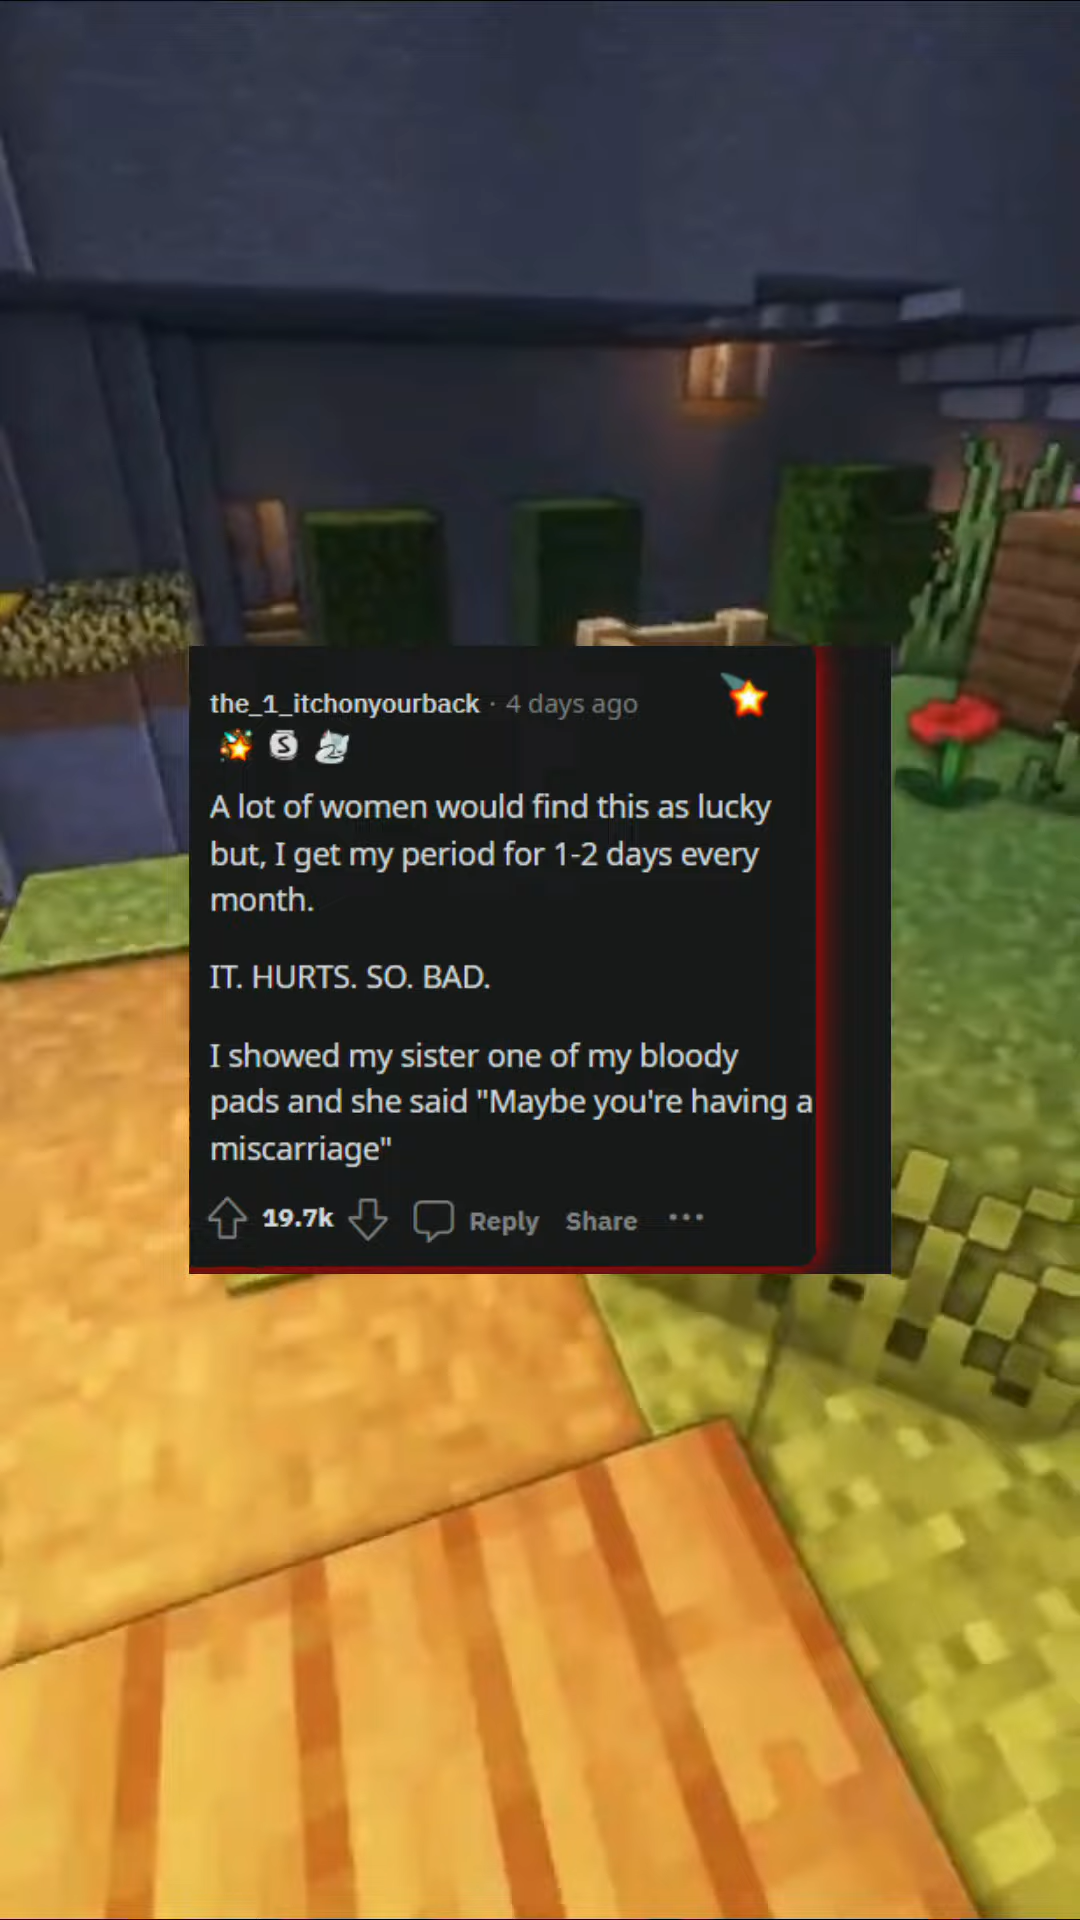 the_1_itchonyourback · 4 days ago
A lot of women would find this as lucky
but, I get my period for 1-2 days every
month.
IT. HURTS. SO. BAD.
I showed my sister one of my bloody
pads and she said "Maybe you're having a
miscarriage"
19.7k Reply Share ···